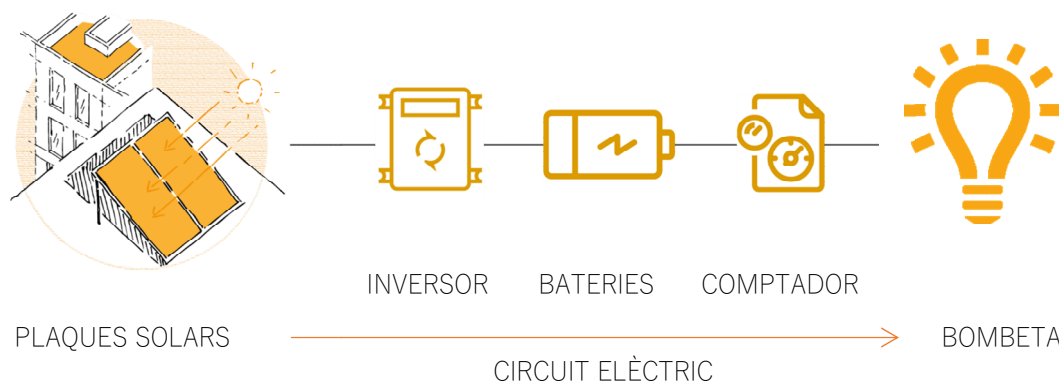 INVERSOR
BATERIES
COMPTADOR
PLAQUES SOLARS
BOMBETA
CIRCUIT ELÈCTRIC